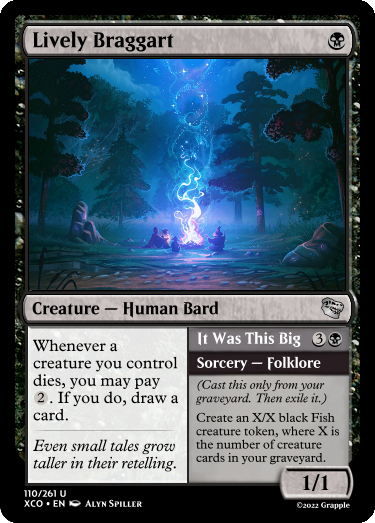 Lively Braggart
Creature — Human Bard
Whenever a
creature you control
dies, you may pay
2. If you do, draw a
card.
Even small tales grow
taller in their retelling.
It Was This Big 3
Sorcery — Folklore
(Cast this only from your
graveyard. Then exile it.)
Create an X/X black Fish
creature token, where X is
the number of creature
cards in your graveyard.
1/1
110/261 U
XCO • EN Alyn Spiller
©2022 Grapple